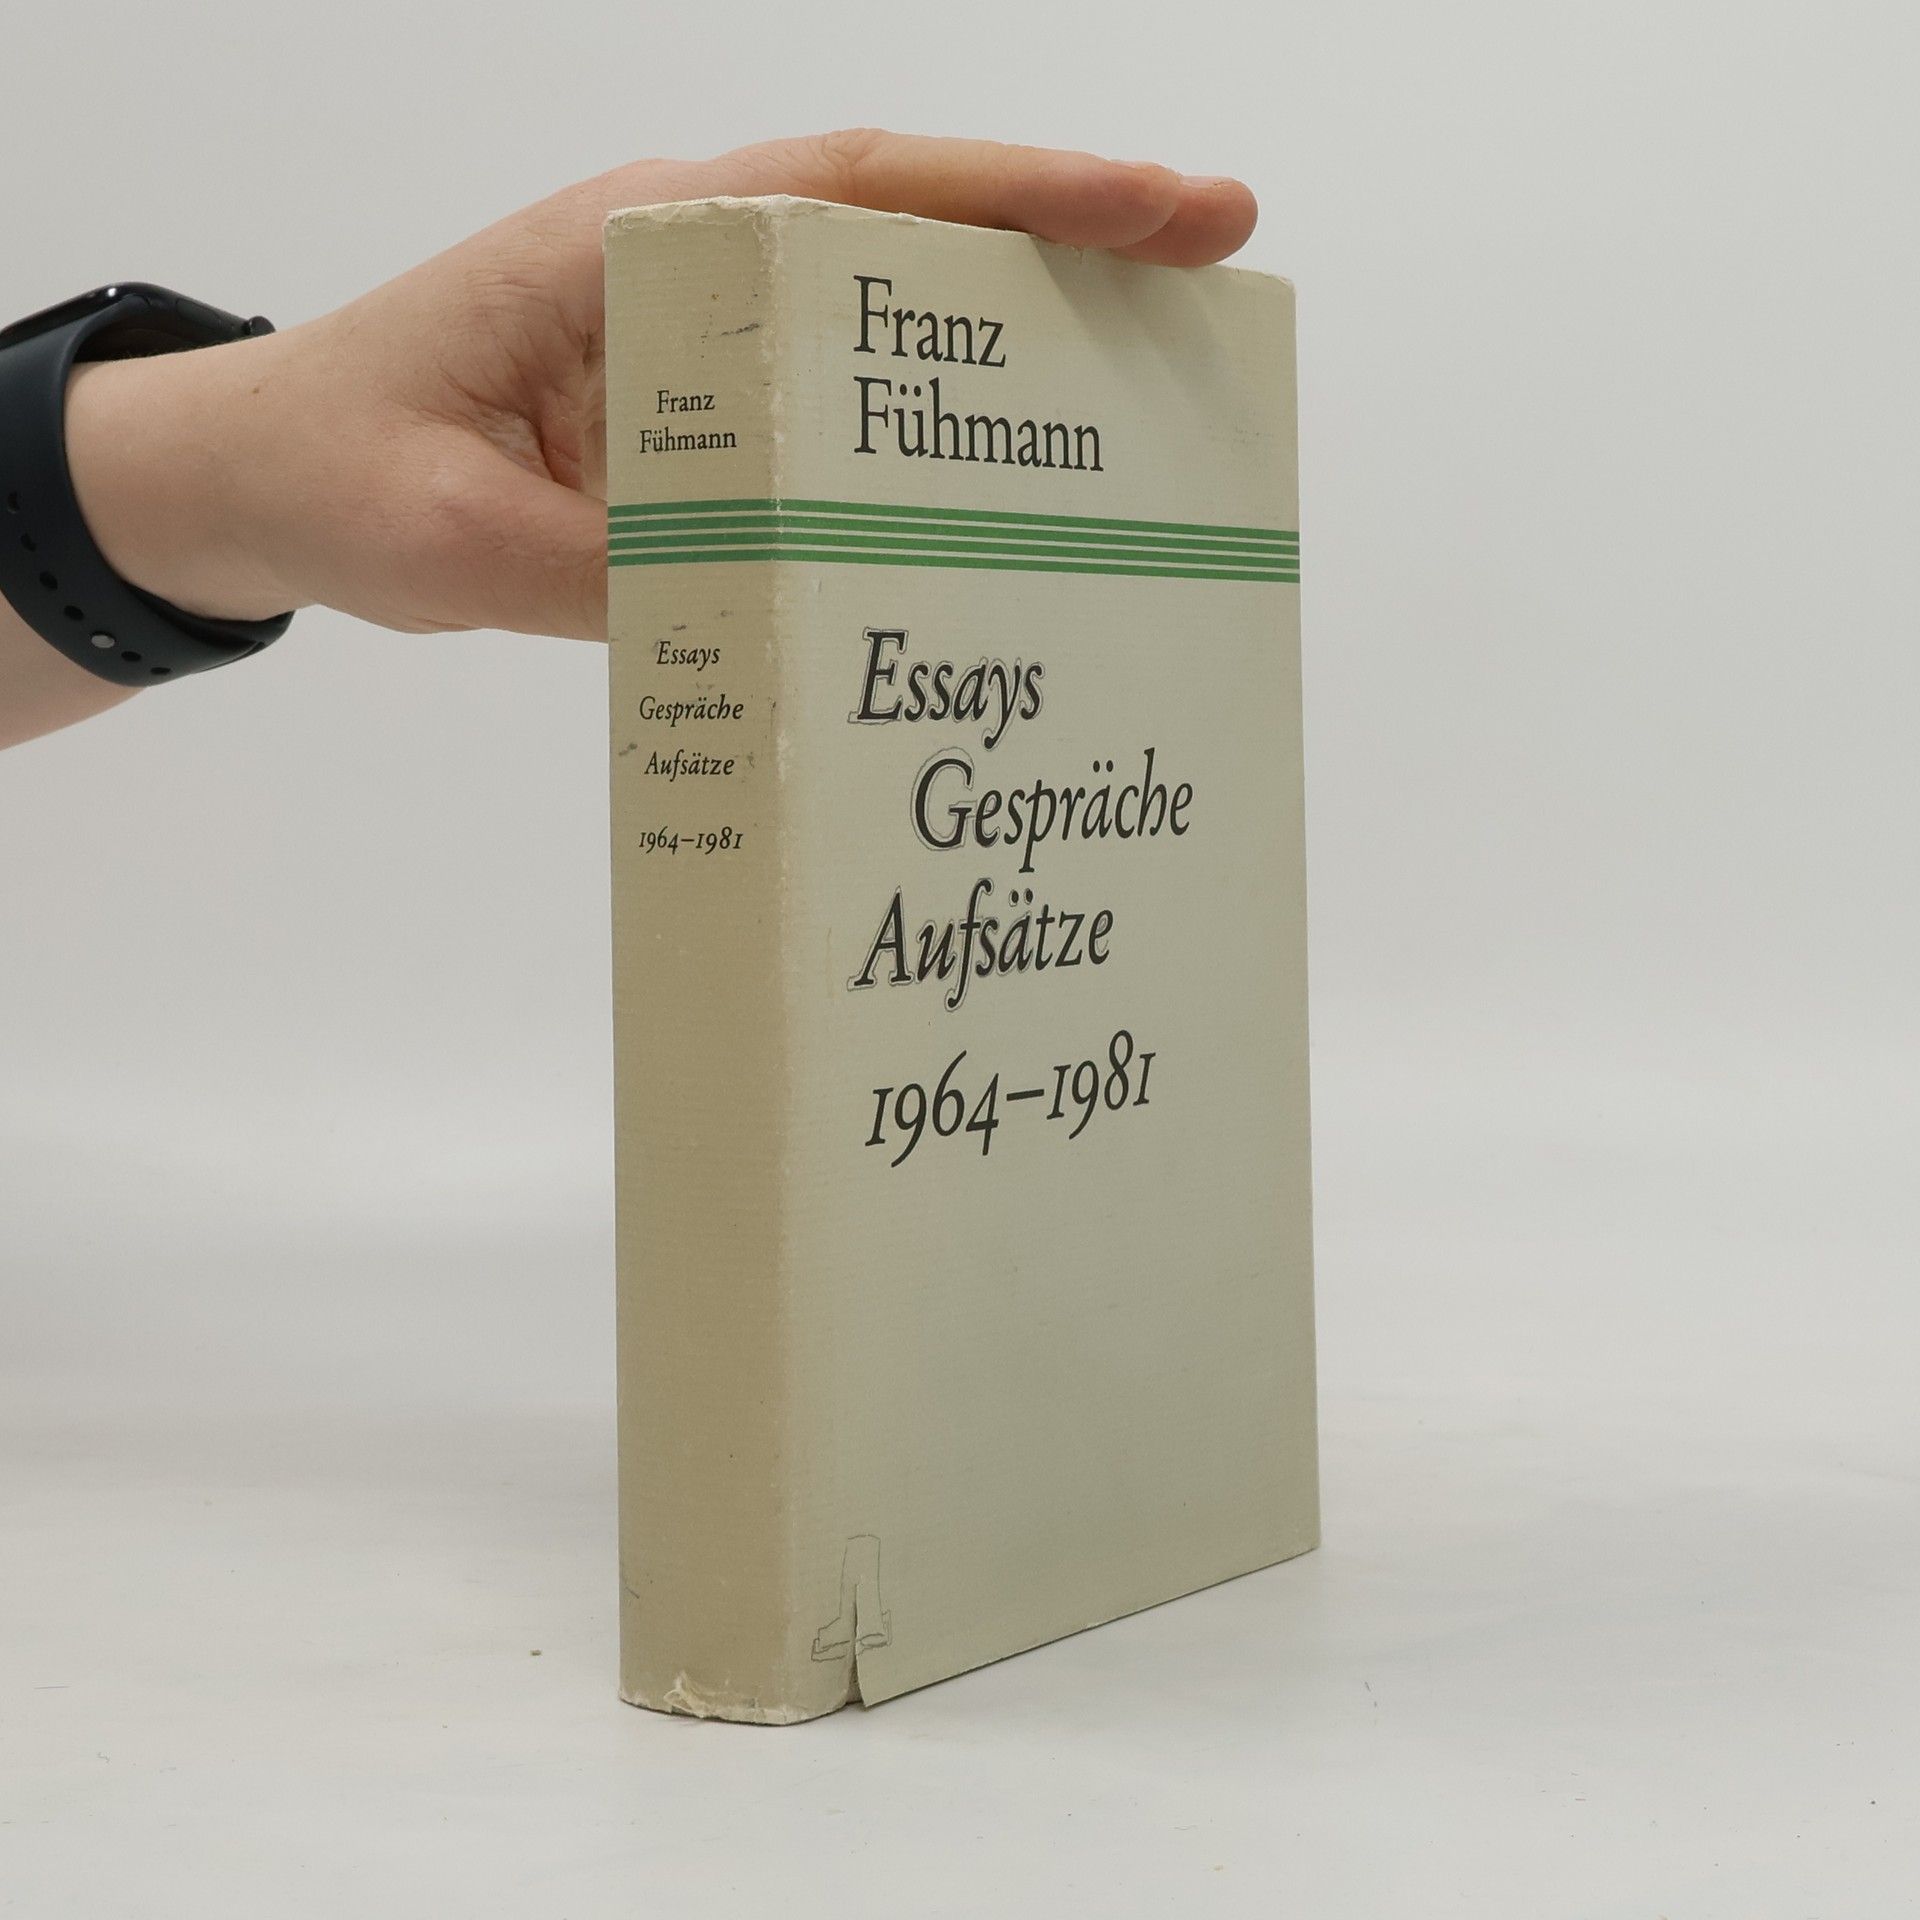 Franz
Fühmann
Essays
Gespräche
Aufsätze
1964–1981
Franz
Fühmann
Essays
Gespräche
Aufsätze
1964–1981